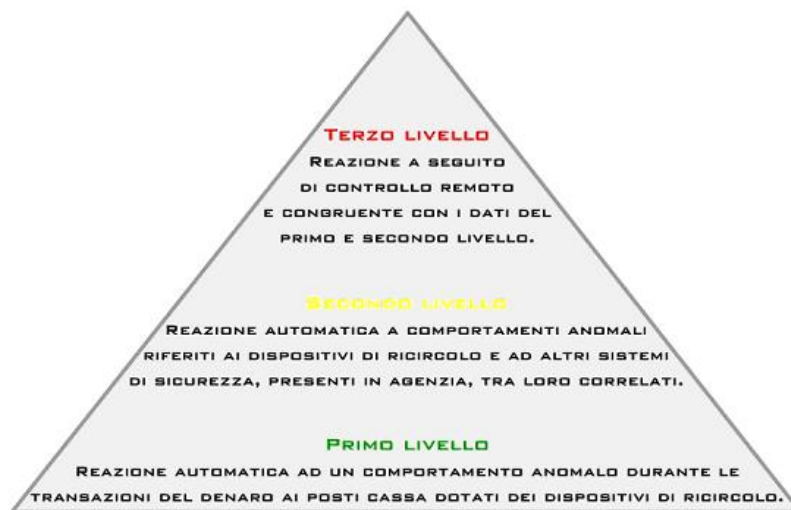 TERZO LIVELLO
REAZIONE A SEGUITO
DI CONTROLLO REMOTO
E CONGRUENTE CON I DATI DEL
PRIMO E SECONDO LIVELLO.
SECONDO LIVELLO
REAZIONE AUTOMATICA A COMPORTAMENTI ANOMALI
RIFERITI AI DISPOSITIVI DI RICIRCOLO E AD ALTRI SISTEMI
DI SICUREZZA, PRESENTI IN AGENZIA, TRA LORO CORRELATI.
PRIMO LIVELLO
REAZIONE AUTOMATICA AD UN COMPORTAMENTO ANOMALO DURANTE LE
TRANSAZIONI DEL DENARO AI POSTI CASSA DOTATI DEI DISPOSITIVI DI RICIRCOLO.